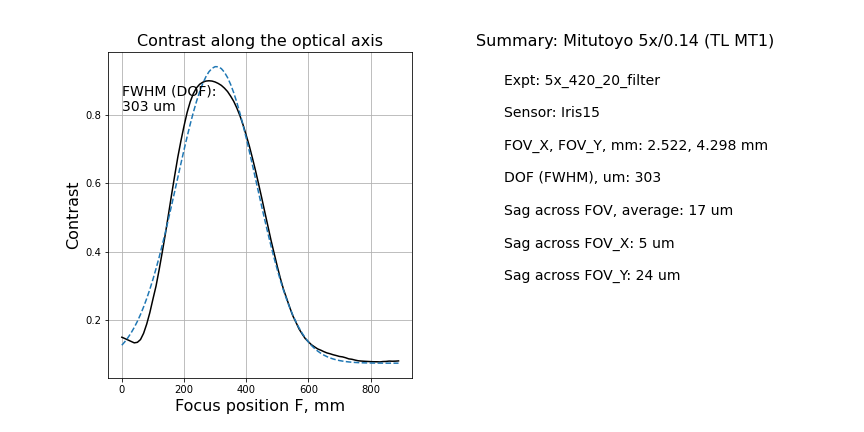 Contrast along the optical axis
FWHM (DOF):
303 um
Contrast
0.8
0.6
0.4
0.2
0 200 400 600 800
Focus position F, mm
Summary: Mitutoyo 5x/0.14 (TL MT1)
Expt: 5x_420_20_filter
Sensor: Iris15
FOV_X, FOV_Y, mm: 2.522, 4.298 mm
DOF (FWHM), um: 303
Sag across FOV, average: 17 um
Sag across FOV_X: 5 um
Sag across FOV_Y: 24 um